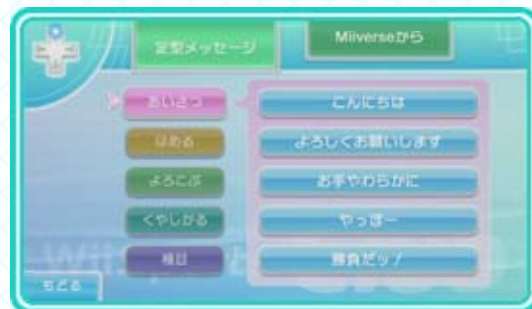 定型メッセージ
Miiverseから
あいさつ
こんにちは
ほめる
よろしくお願いします
よろこぶ
お手やわらかに
くやしがる
やっほー
種目
勝負だッ！
もどる